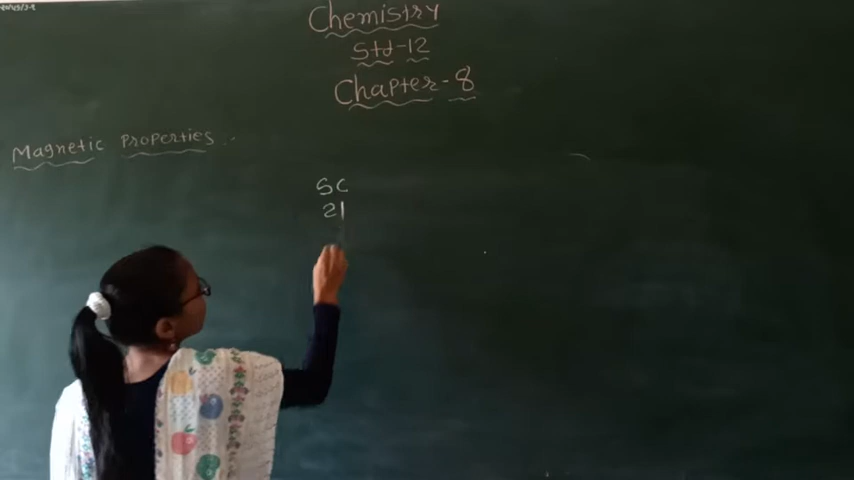 Chemistry
Std-12
Chapter-8
Magnetic Properties.
SC
21